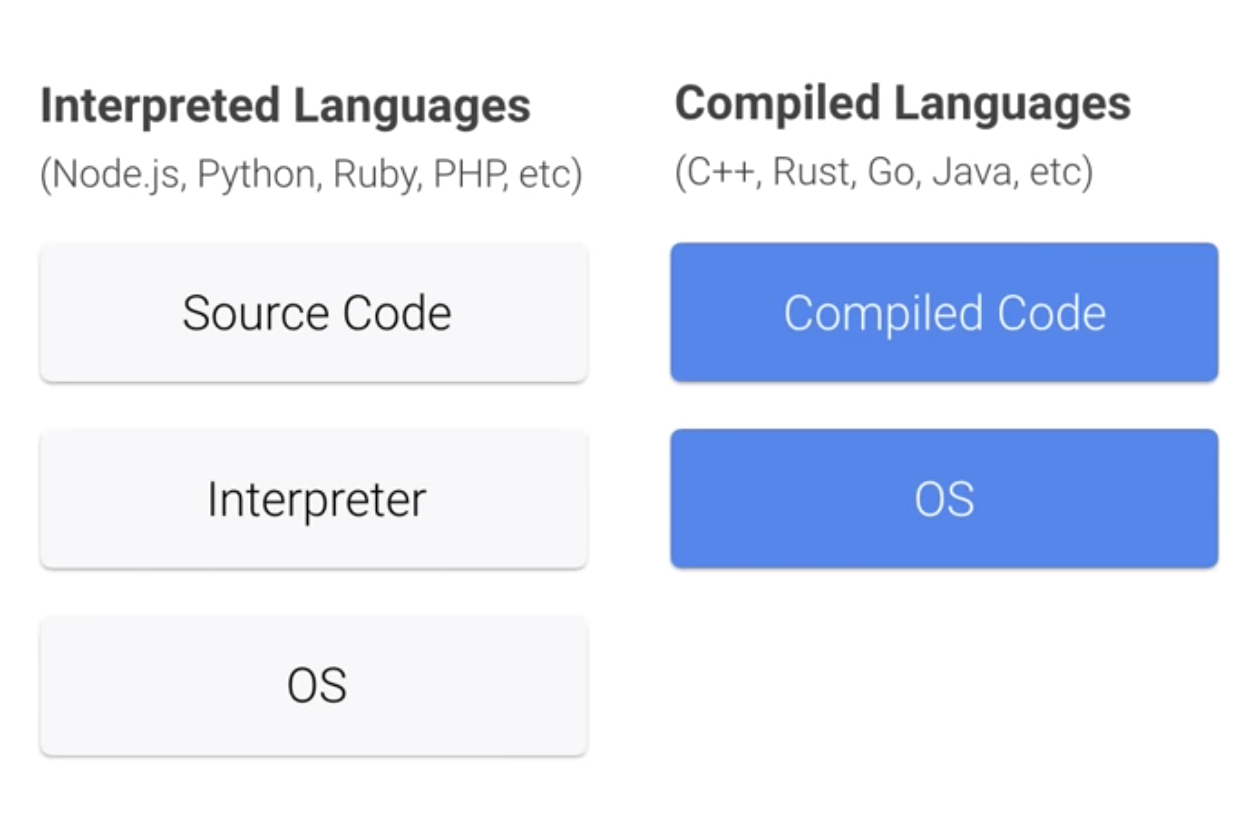 Interpreted Languages
(Node.js, Python, Ruby, PHP, etc)
Source Code
Interpreter
OS
Compiled Languages
(C++, Rust, Go, Java, etc)
Compiled Code
OS